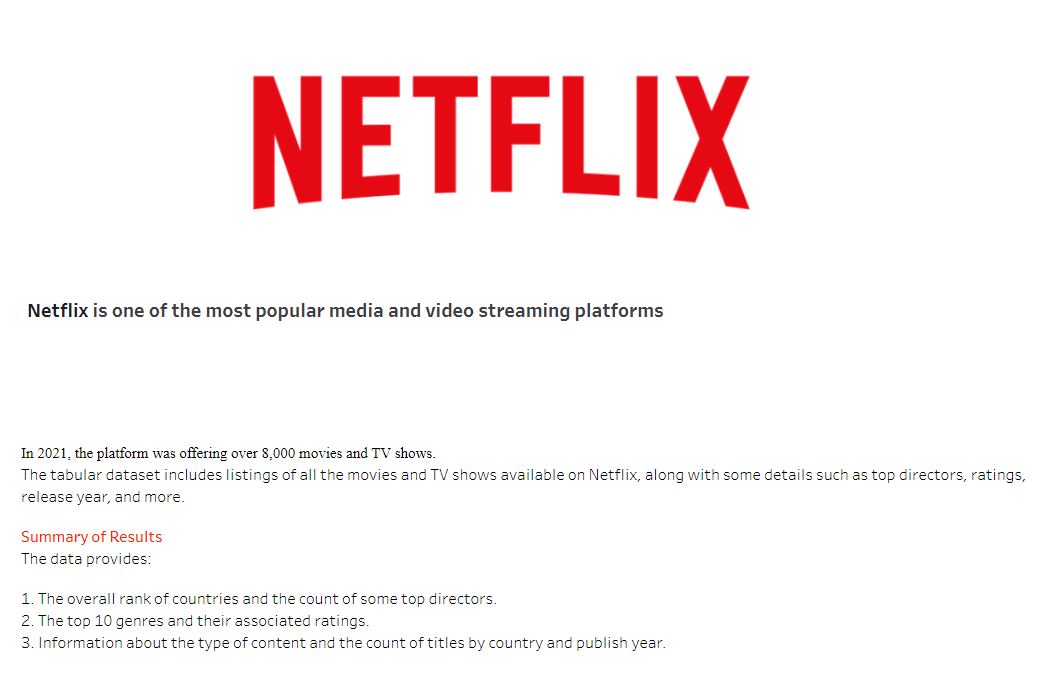 NETFLIX
Netflix is one of the most popular media and video streaming platforms
In 2021, the platform was offering over 8,000 movies and TV shows.
The tabular dataset includes listings of all the movies and TV shows available on Netflix, along with some details such as top directors, ratings,
release year, and more.
Summary of Results
The data provides:
1. The overall rank of countries and the count of some top directors.
2. The top 10 genres and their associated ratings.
3. Information about the type of content and the count of titles by country and publish year.